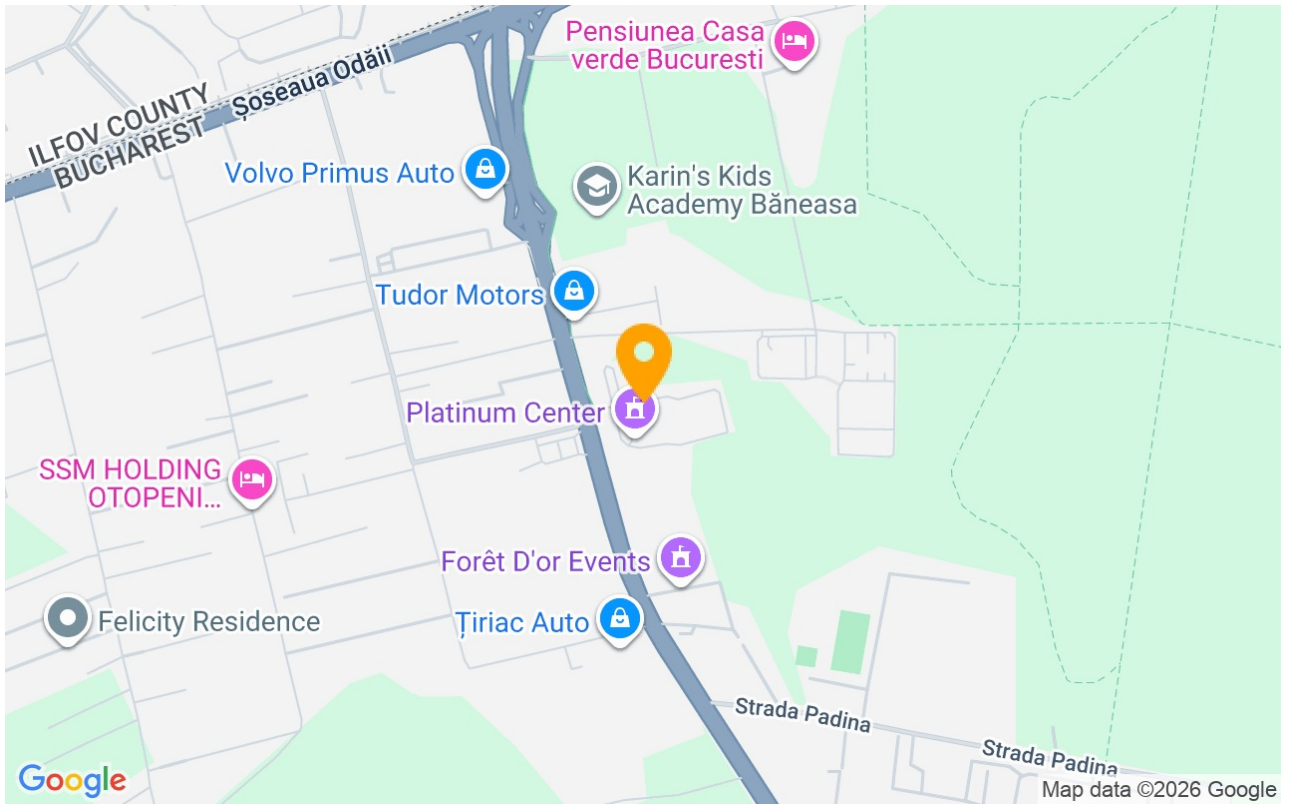 Pensiunea Casa
verde Bucuresti
Șoseaua Odăii
ILFOV COUNTY
BUCHAREST
Volvo Primus Auto
Karin's Kids
Academy Băneasa
Tudor Motors
Platinum Center
SSM HOLDING
OTOPENI...
Forêt D'or Events
Țiriac Auto
Felicity Residence
Strada Padina
Strada Padina
Google
Map data ©2026 Google